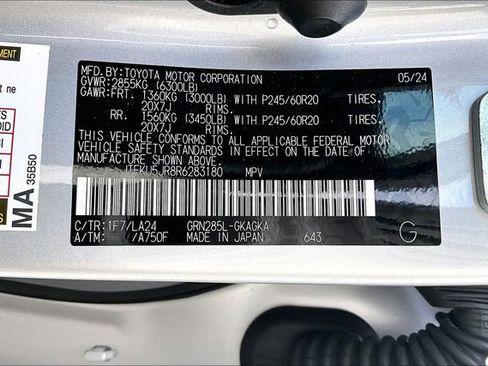 MFD.BY:TOYOTA MOTOR CORPORATION 05/24
GVWR:2855KG (6300LB)
GAWR:FRT. 1360KG (3000LB) WITH P245/60R20 TIRES,
20X7J RIMS,
RR. 1560KG (3450LB) WITH P245/60R20 TIRES,
20X7J RIMS,
THIS VEHICLE CONFORMS TO ALL APPLICABLE FEDERAL MOTOR
VEHICLE SAFETY STANDARDS IN EFFECT ON THE DATE OF
MANUFACTURE SHOWN ABOVE.
JTEKU5JR8R6283180 MPV
C/TR:1F7/LA24 GRN285L-GKAGKA
A/TM: /A750F MADE IN JAPAN 643 G
MA 35B50